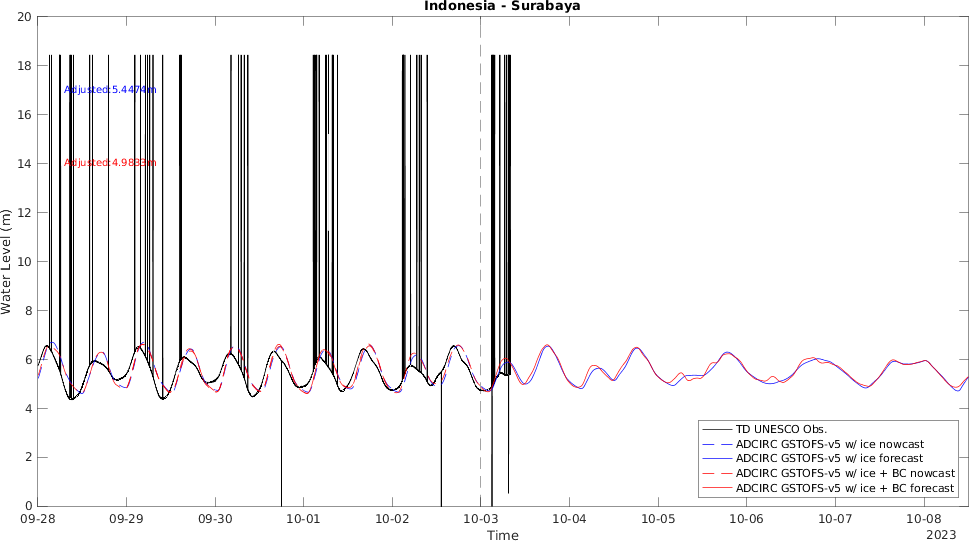 Indonesia - Surabaya
20
18
16
14
12
10
8
6
4
2
0
Water Level (m)
Adjusted:5.4474m
Adjusted:4.9833m
TD UNESCO Obs.
ADCIRC GSTOFS-v5 w/ ice nowcast
ADCIRC GSTOFS-v5 w/ ice forecast
ADCIRC GSTOFS-v5 w/ ice + BC nowcast
ADCIRC GSTOFS-v5 w/ ice + BC forecast
09-28 09-29 09-30 10-01 10-02 10-03 10-04 10-05 10-06 10-07 10-08
Time
2023